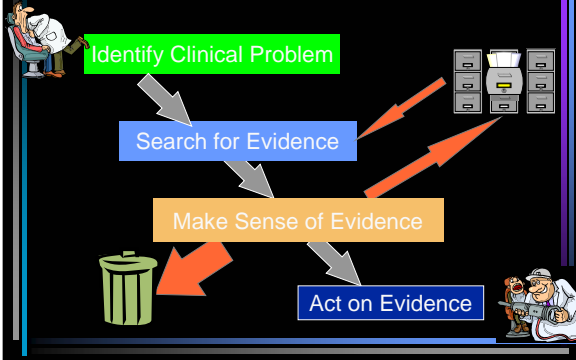 Identify Clinical Problem
Search for Evidence
Make Sense of Evidence
Act on Evidence